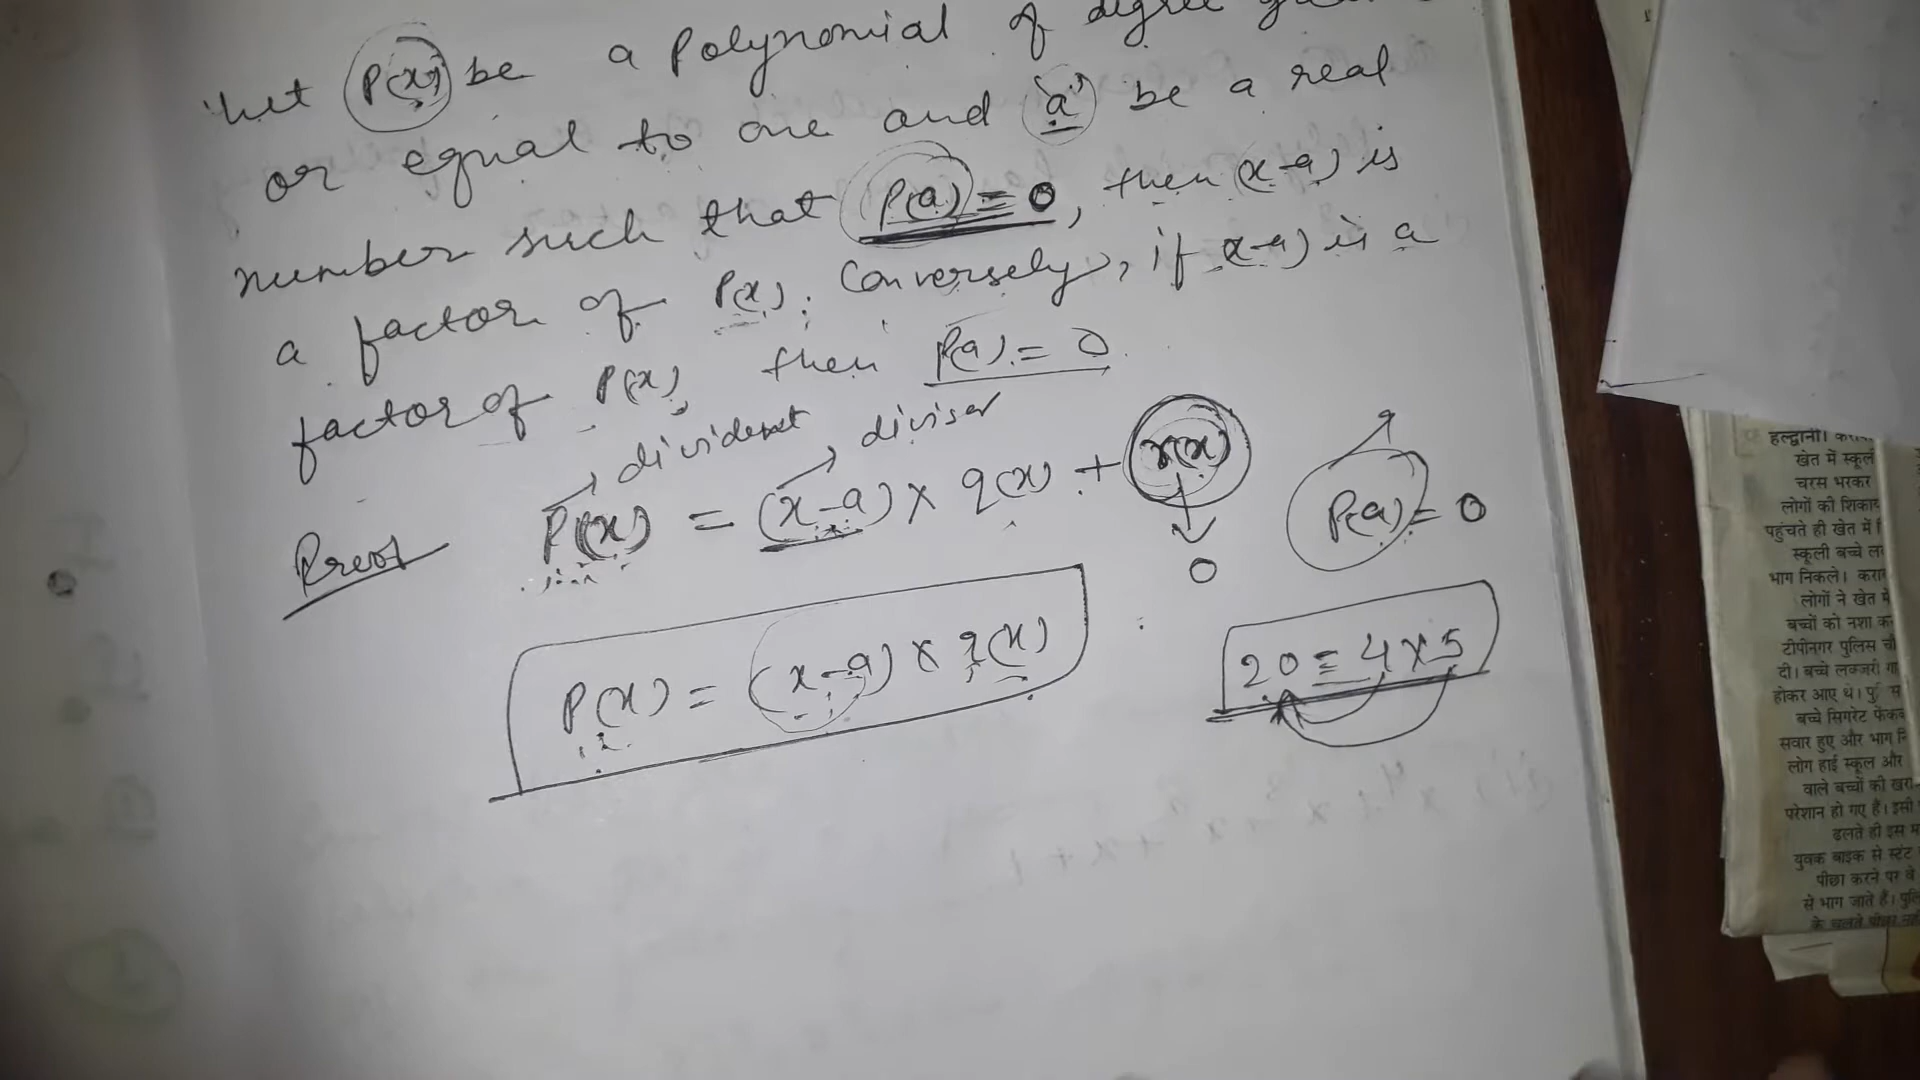 Let P(x) be a Polynomial of degree
or equal to one and 'a' be a real
number such that P(a) = 0, then (x-a) is
a factor of P(x). Conversely, if x-a) is a
factor of P(x), then P(a) = 0
→ dividend → divisor
Proof P(x) = (x-a) × q(x) + r(x) P(a) = 0
0
P(x) = (x-a) × q(x)
20 = 4×5
हल्द्वानी।
खेत में स्कूल
चरस भरकर
लोगों की शिकाय
पहुंचते ही खेत में
स्कूली बच्चे
भाग निकले।
लोगों ने खेत
बच्चों को नशा
टीपीनगर पुलिस
दी। बच्चे लक्जरी
होकर आए थे।
बच्चे सिगरेट
सवार हुए और भाग
लोग हाई स्कूल और
वाले बच्चों की
परेशान हो गए हैं। इसी
ढलते ही इस
युवक बाइक से स्टंट
पीछा करने पर वे
से भाग जाते हैं।
के चलते